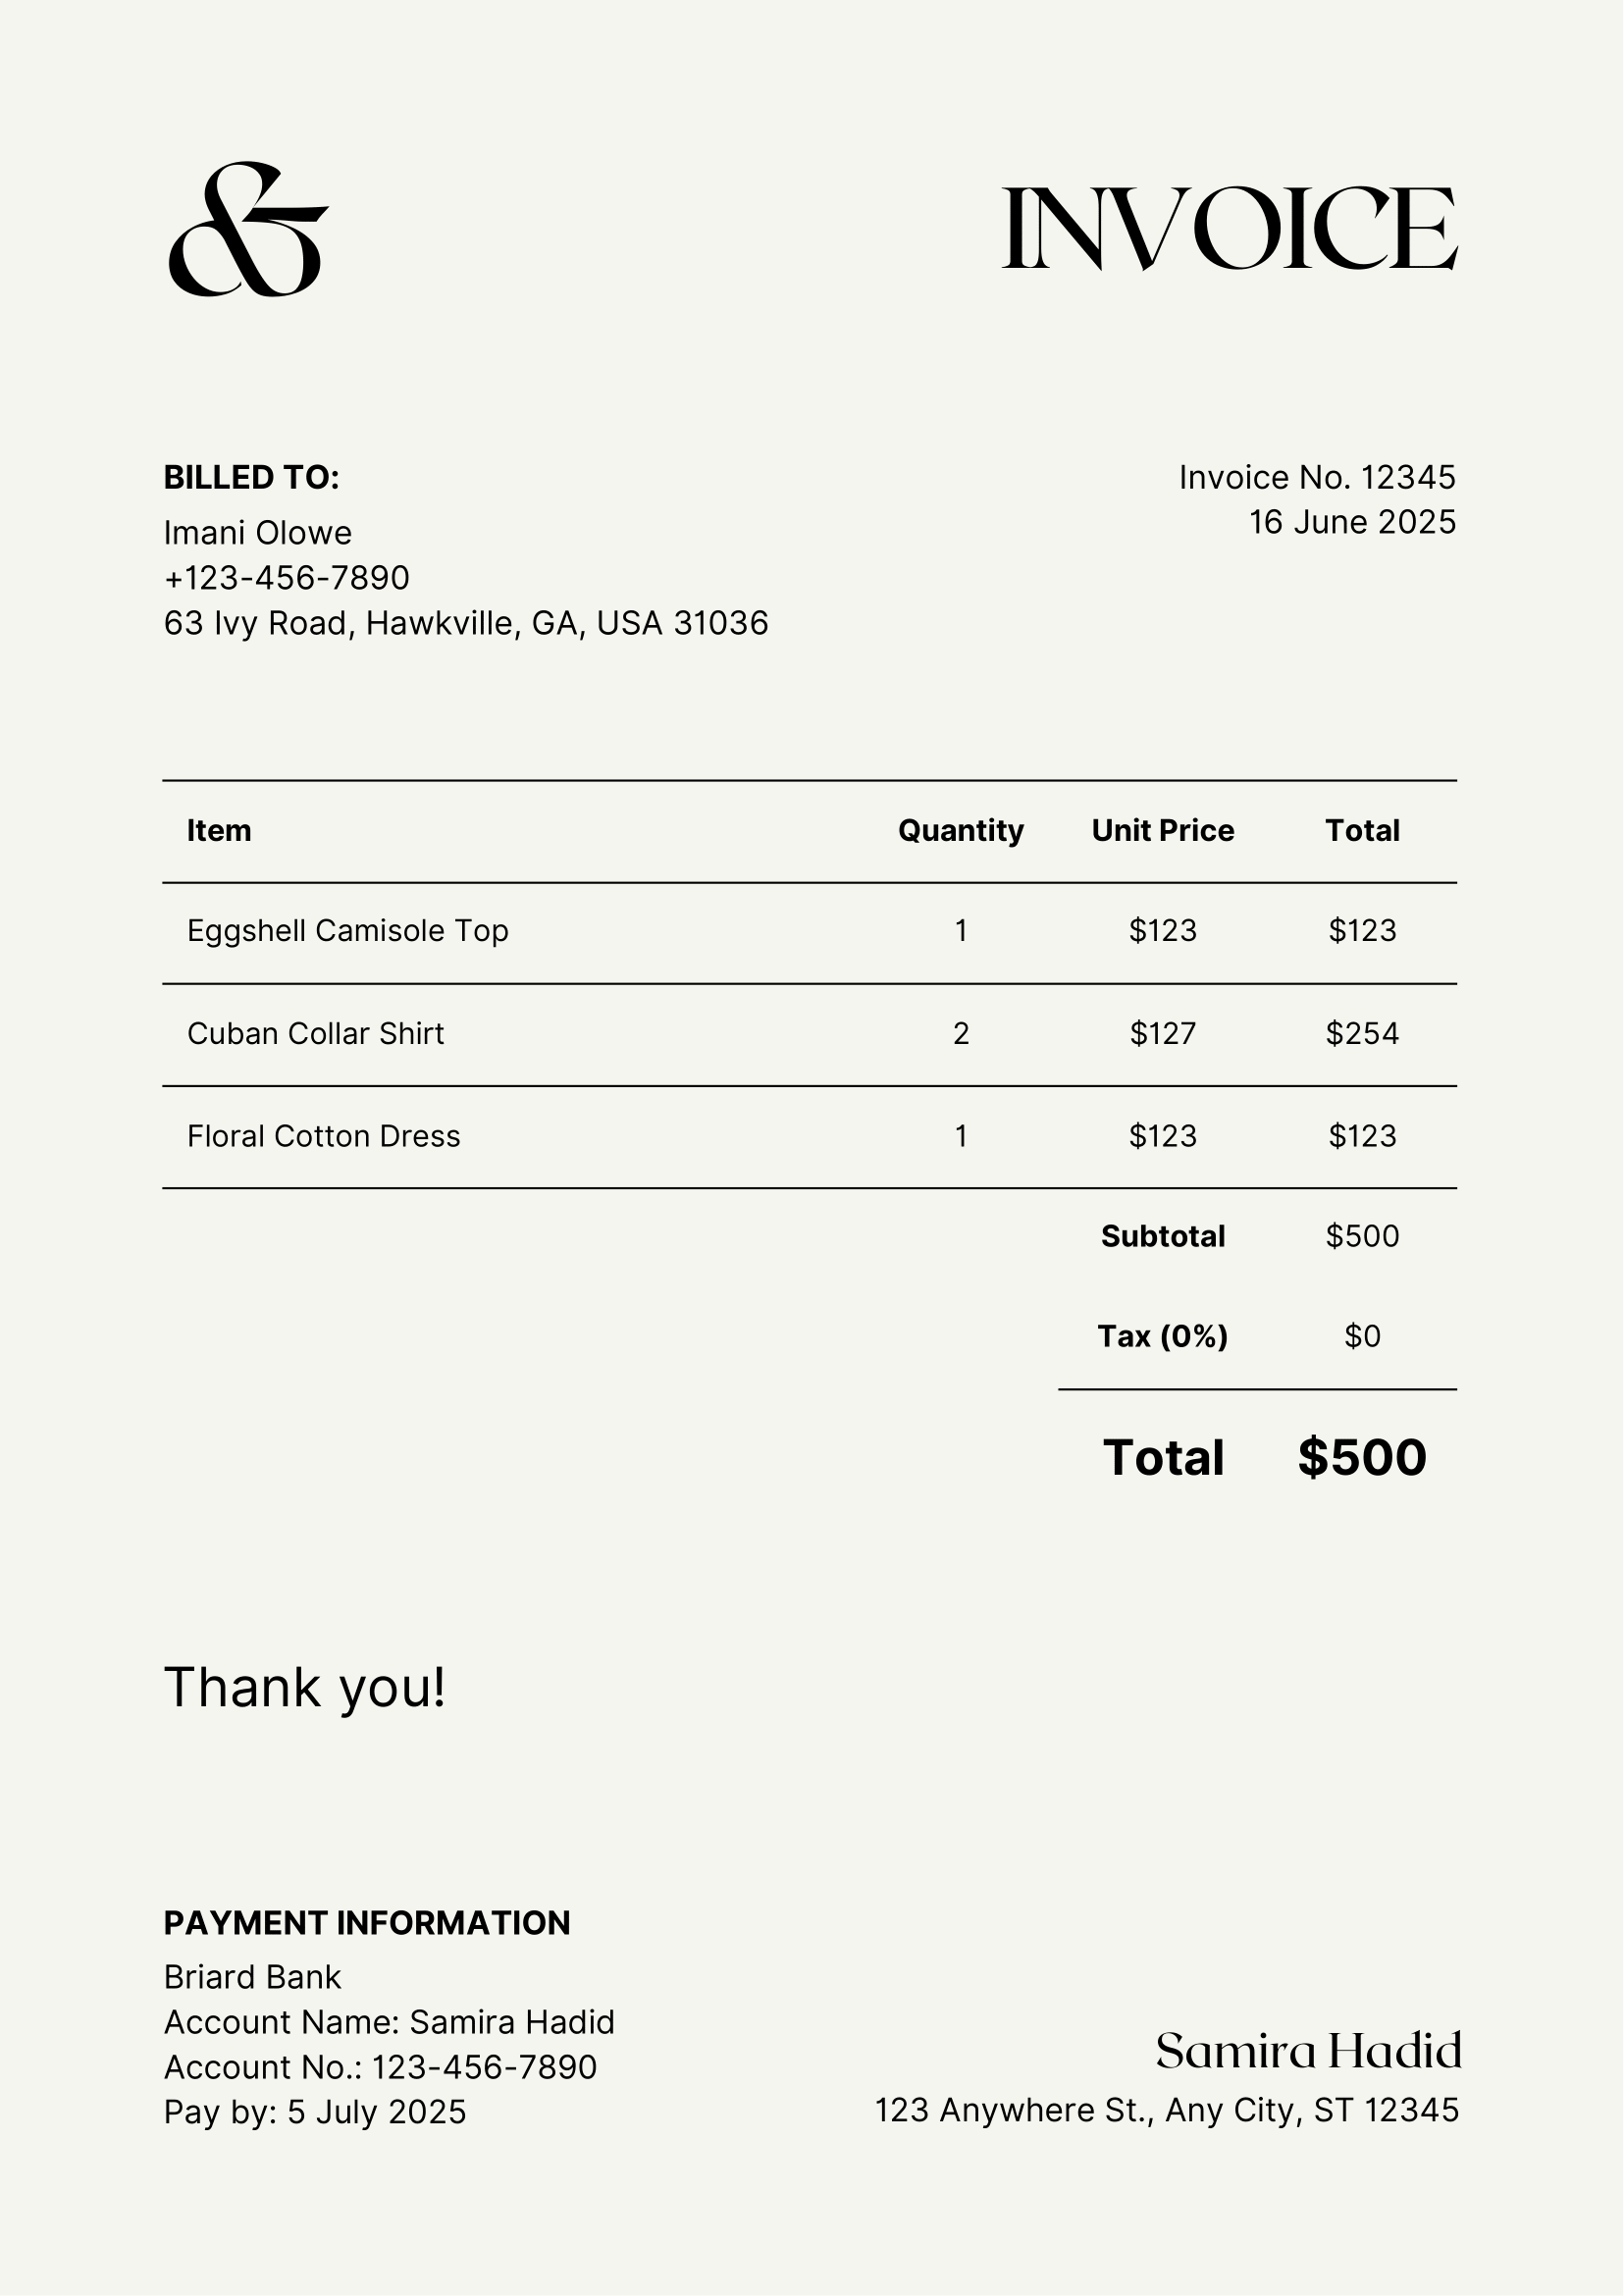 &
INVOICE
BILLED TO:
Imani Olowe
+123-456-7890
63 Ivy Road, Hawkville, GA, USA 31036
Invoice No. 12345
16 June 2025
Item Quantity Unit Price Total
Eggshell Camisole Top 1 $123 $123
Cuban Collar Shirt 2 $127 $254
Floral Cotton Dress 1 $123 $123
Subtotal $500
Tax (0%) $0
Total $500
Thank you!
PAYMENT INFORMATION
Briard Bank
Account Name: Samira Hadid
Account No.: 123-456-7890
Pay by: 5 July 2025
Samira Hadid
123 Anywhere St., Any City, ST 12345